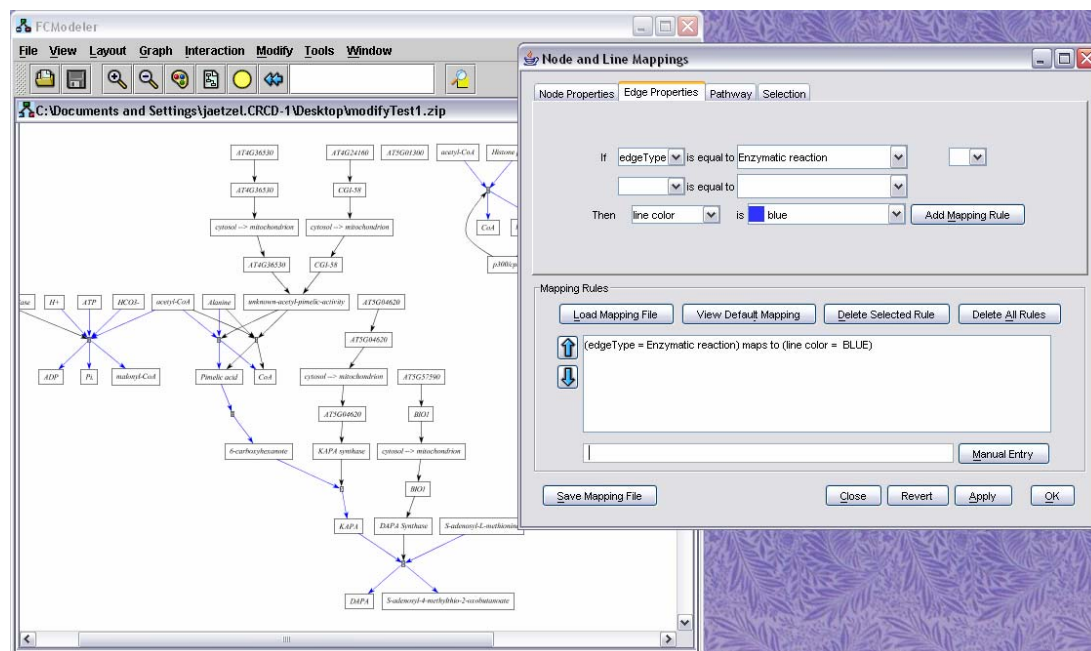 FCModeler
File View Layout Graph Interaction Modify Tools Window
C:\Documents and Settings\jaetzel.CRCD-1\Desktop\modifyTest1.zip
AT4G36530 AT4G24160 AT5G01300 acetyl-CoA Histone
AT4G36530 CGI-58
cytosol --> mitochondrion cytosol --> mitochondrion CoA
AT4G36530 CGI-58
H+ ATP HCO3- acetyl-CoA Alanine unknown-acetyl-pimelic-activity AT5G04620
AT5G04620
ADP Pi, malonyl-CoA Pimelic acid CoA cytosol --> mitochondrion AT5G57590
AT5G04620 BIO1
6-carboxyhexanote KAPA synthase cytosol --> mitochondrion
BIO1
KAPA DAPA Synthase S-adenosyl-L-methionine
DAPA S-adenosyl-4-methylthio-2-oxobutanoate
Node and Line Mappings
Node Properties Edge Properties Pathway Selection
If edgeType is equal to Enzymatic reaction
is equal to
Then line color is blue Add Mapping Rule
Mapping Rules
Load Mapping File View Default Mapping Delete Selected Rule Delete All Rules
(edgeType = Enzymatic reaction) maps to (line color = BLUE)
Manual Entry
Save Mapping File Close Revert Apply OK